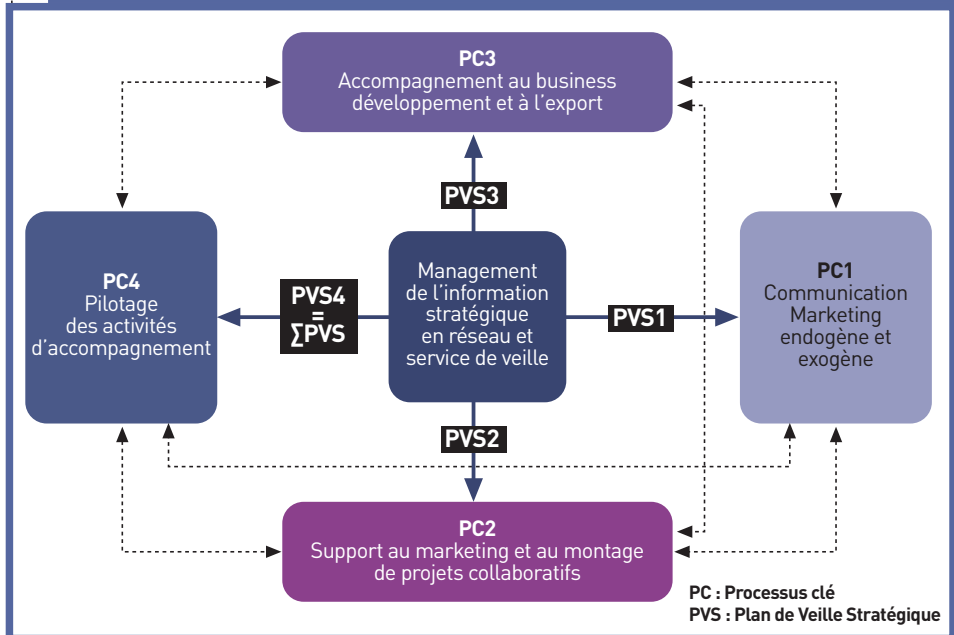 PC3
Accompagnement au business
développement et à l'export
PVS3
PC4
Pilotage
des activités
d'accompagnement
PVS4
=
∑PVS
Management
de l'information
stratégique
en réseau et
service de veille
PVS1
PC1
Communication
Marketing
endogène et
exogène
PVS2
PC2
Support au marketing et au montage
de projets collaboratifs
PC : Processus clé
PVS : Plan de Veille Stratégique